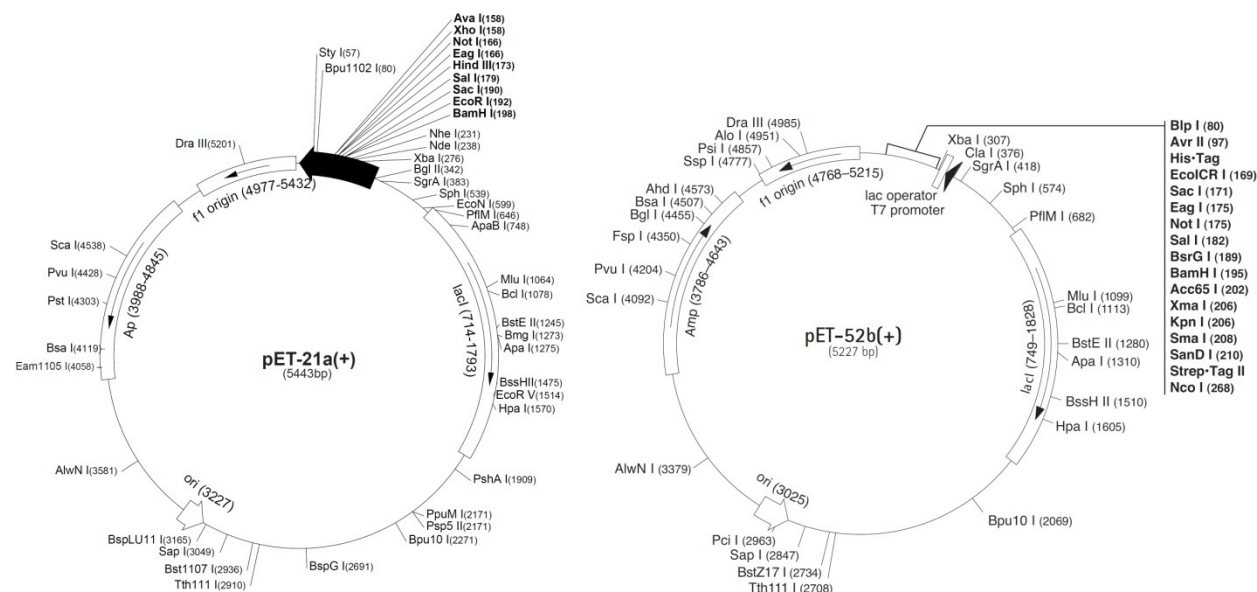 Ava I(158)
Xho I(158)
Not I(166)
Eag I(166)
Hind III(173)
Sal I(179)
Sac I(190)
EcoR I(192)
BamH I(198)
Sty I(57)
Bpu1102 I(80)
Nhe I(231)
Nde I(238)
Xba I(276)
Bgl II(342)
SgrA I(383)
Sph I(539)
EcoN I(599)
PflM I(646)
ApaB I(748)
Mlu I(1064)
Bcl I(1078)
BstE II(1245)
Bmg I(1273)
Apa I(1275)
BssHII(1475)
EcoR V(1514)
Hpa I(1570)
PshA I(1909)
PpuM I(2171)
Psp5 II(2171)
Bpu10 I(2271)
BspG I(2691)
Tth111 I(2910)
Bst1107 I(2936)
Sap I(3049)
BspLU11 I(3165)
AlwN I(3581)
Eam1105 I(4058)
Bsa I(4119)
Pst I(4303)
Pvu I(4428)
Sca I(4538)
Dra III(5201)
f1 origin (4977-5432)
Ap (3988-4845)
lacI (714-1793)
ori (3227)
pET-21a(+)
(5443bp)
Blp I (80)
Avr II (97)
His•Tag
EcoICR I (169)
Sac I (171)
Eag I (175)
Not I (175)
Sal I (182)
BsrG I (189)
BamH I (195)
Acc65 I (202)
Xma I (206)
Kpn I (206)
Sma I (208)
SanD I (210)
Strep•Tag II
Nco I (268)
Xba I (307)
Cla I (376)
SgrA I (418)
Sph I (574)
PflM I (682)
lac operator
T7 promoter
Mlu I (1099)
Bcl I (1113)
BstE II (1280)
Apa I (1310)
BssH II (1510)
Hpa I (1605)
Bpu10 I (2069)
Tth111 I (2708)
BstZ17 I (2734)
Sap I (2847)
Pci I (2963)
AlwN I (3379)
Sca I (4092)
Pvu I (4204)
Fsp I (4350)
Bgl I (4455)
Bsa I (4507)
Ahd I (4573)
Ssp I (4777)
Psi I (4857)
Alo I (4951)
Dra III (4985)
f1 origin (4768–5215)
Amp (3786–4643)
lacI (749–1828)
ori (3025)
pET–52b(+)
(5227 bp)